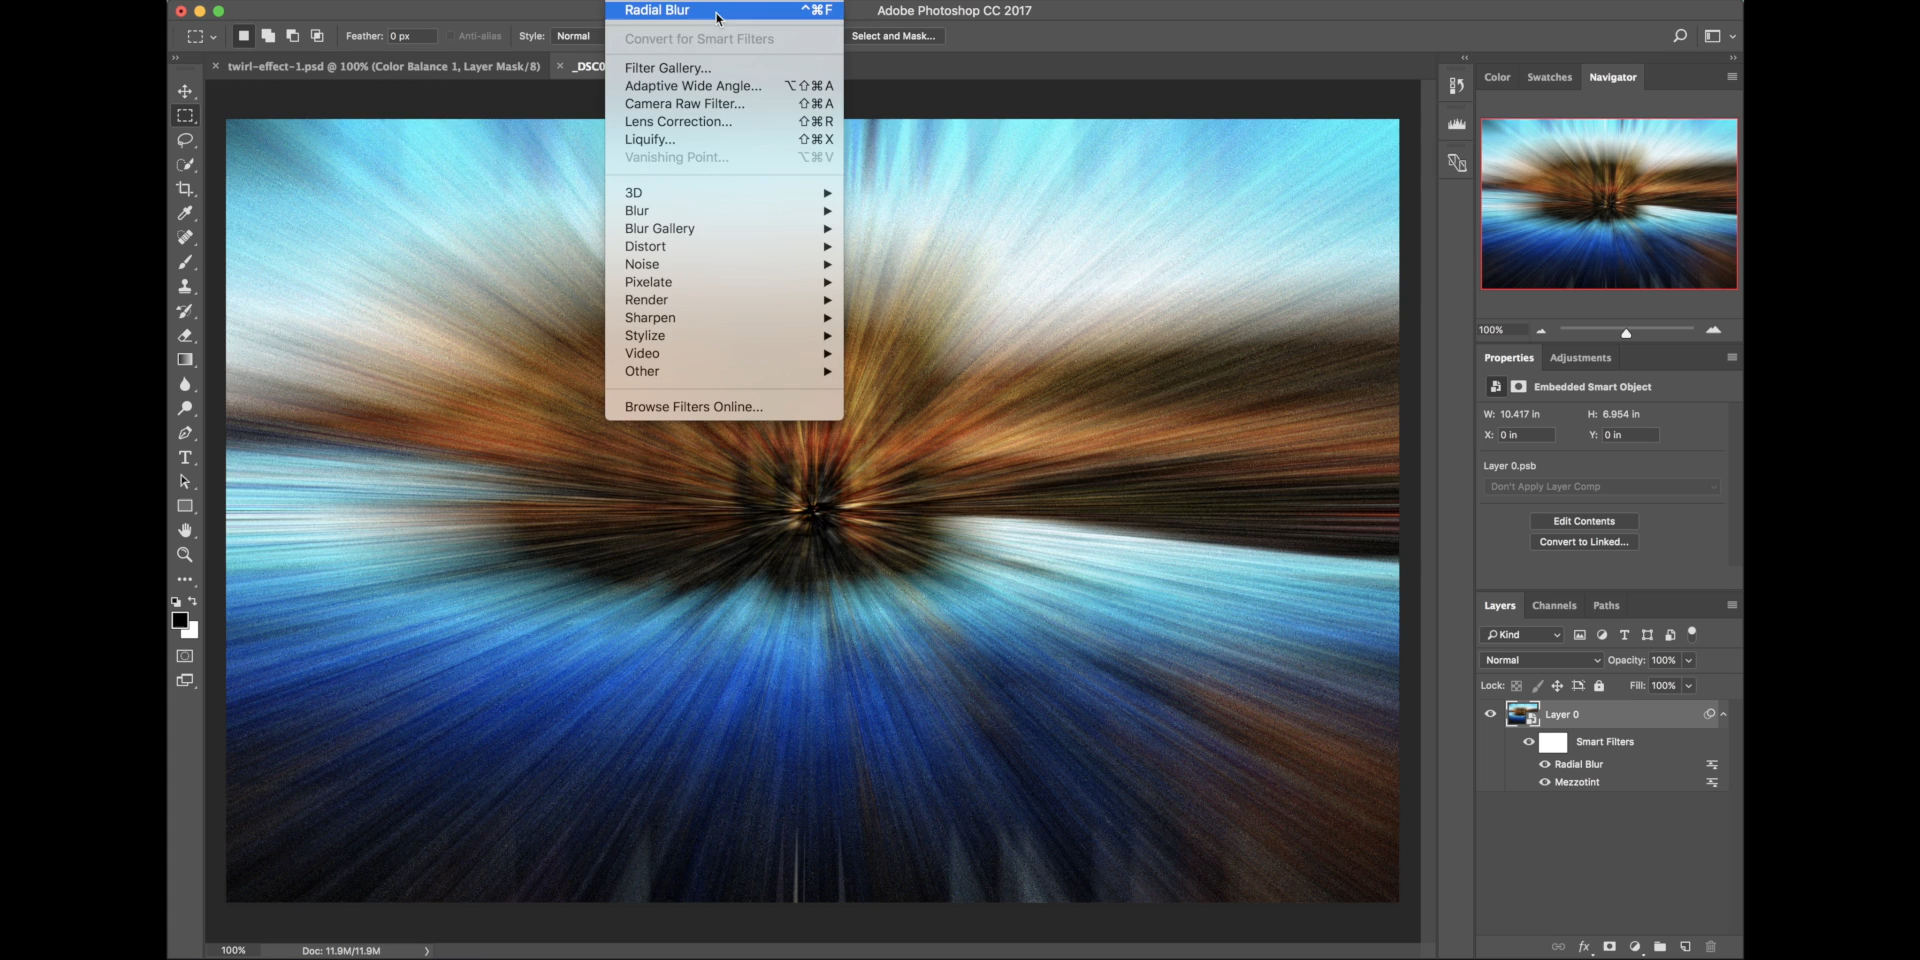 Radial Blur ^⌘F
Adobe Photoshop CC 2017
Feather: 0 px
Anti-alias
Style: Normal
Select and Mask...
Convert for Smart Filters
twirl-effect-1.psd @ 100% (Color Balance 1, Layer Mask/8)
_DSC0
Filter Gallery...
Adaptive Wide Angle... ⌥⇧⌘A
Camera Raw Filter... ⇧⌘A
Lens Correction... ⇧⌘R
Liquify... ⇧⌘X
Vanishing Point... ⌥⌘V
3D
Blur
Blur Gallery
Distort
Noise
Pixelate
Render
Sharpen
Stylize
Video
Other
Browse Filters Online...
Color Swatches Navigator
100%
Properties Adjustments
Embedded Smart Object
W: 10.417 in H: 6.954 in
X: 0 in Y: 0 in
Layer 0.psb
Don't Apply Layer Comp
Edit Contents
Convert to Linked...
Layers Channels Paths
Kind
Normal Opacity: 100%
Lock: Fill: 100%
Layer 0
Smart Filters
Radial Blur
Mezzotint
fx
100% Doc: 11.9M/11.9M